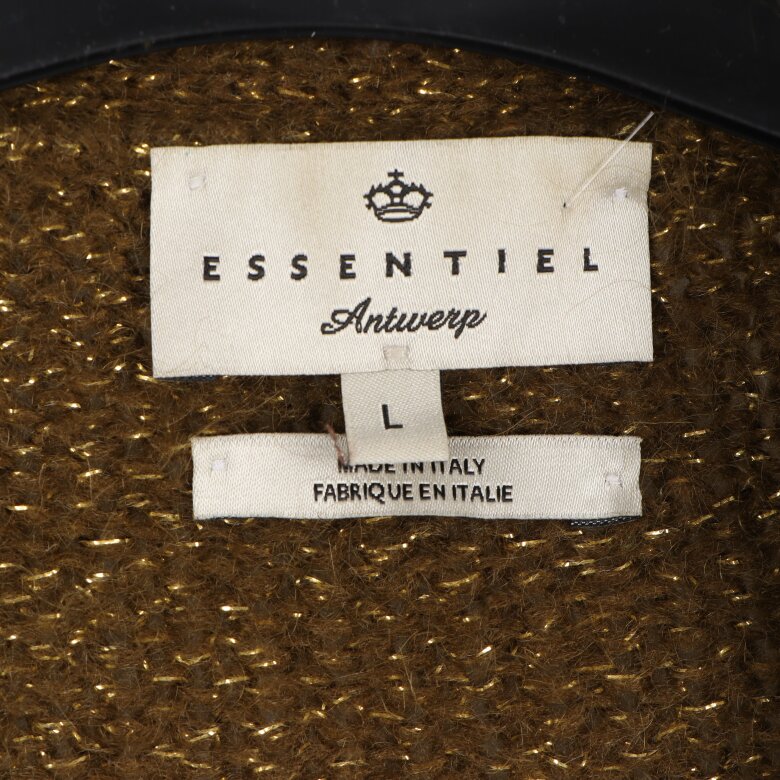 ESSENTIEL
Antwerp
L
MADE IN ITALY
FABRIQUE EN ITALIE